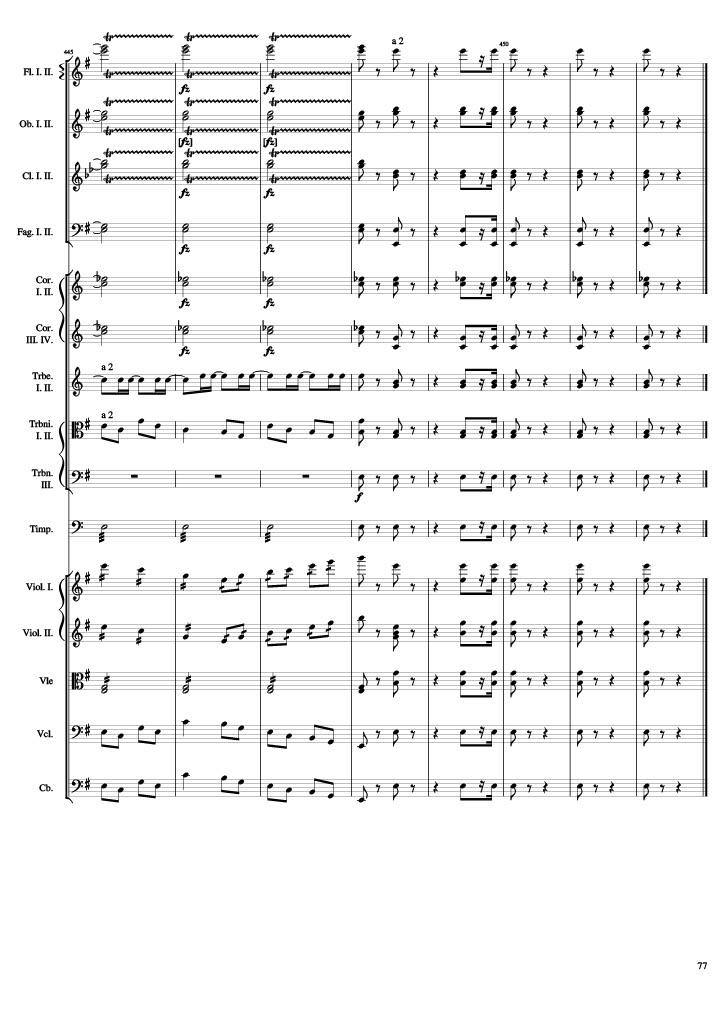 a 2
445
450
Fl. I. II.
fz
fz
Ob. I. II.
[fz]
[fz]
Cl. I. II.
fz
fz
Fag. I. II.
fz
fz
Cor.
I. II.
fz
fz
Cor.
III. IV.
fz
fz
a 2
Trbe.
I. II.
a 2
Trbni.
I. II.
Trbn.
III.
f
Timp.
Viol. I.
Viol. II.
Vle
Vcl.
Cb.
77